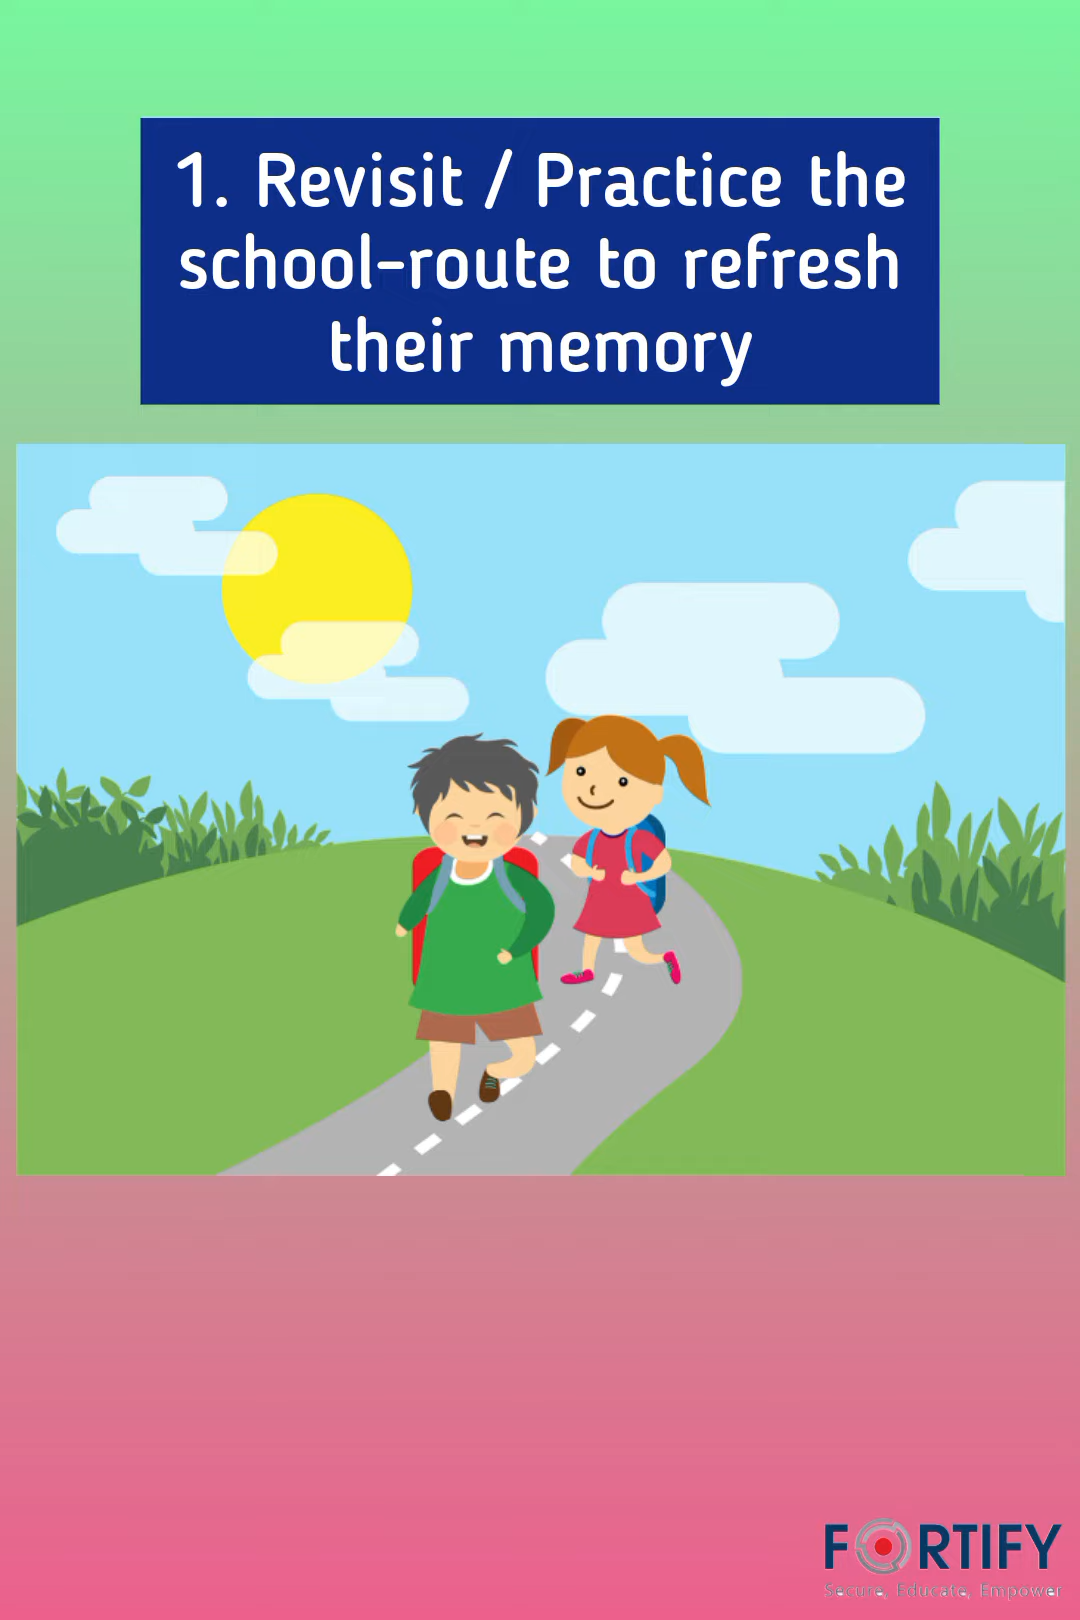 1. Revisit / Practice the
school-route to refresh
their memory
FORTIFY
Secure, Educate, Empower